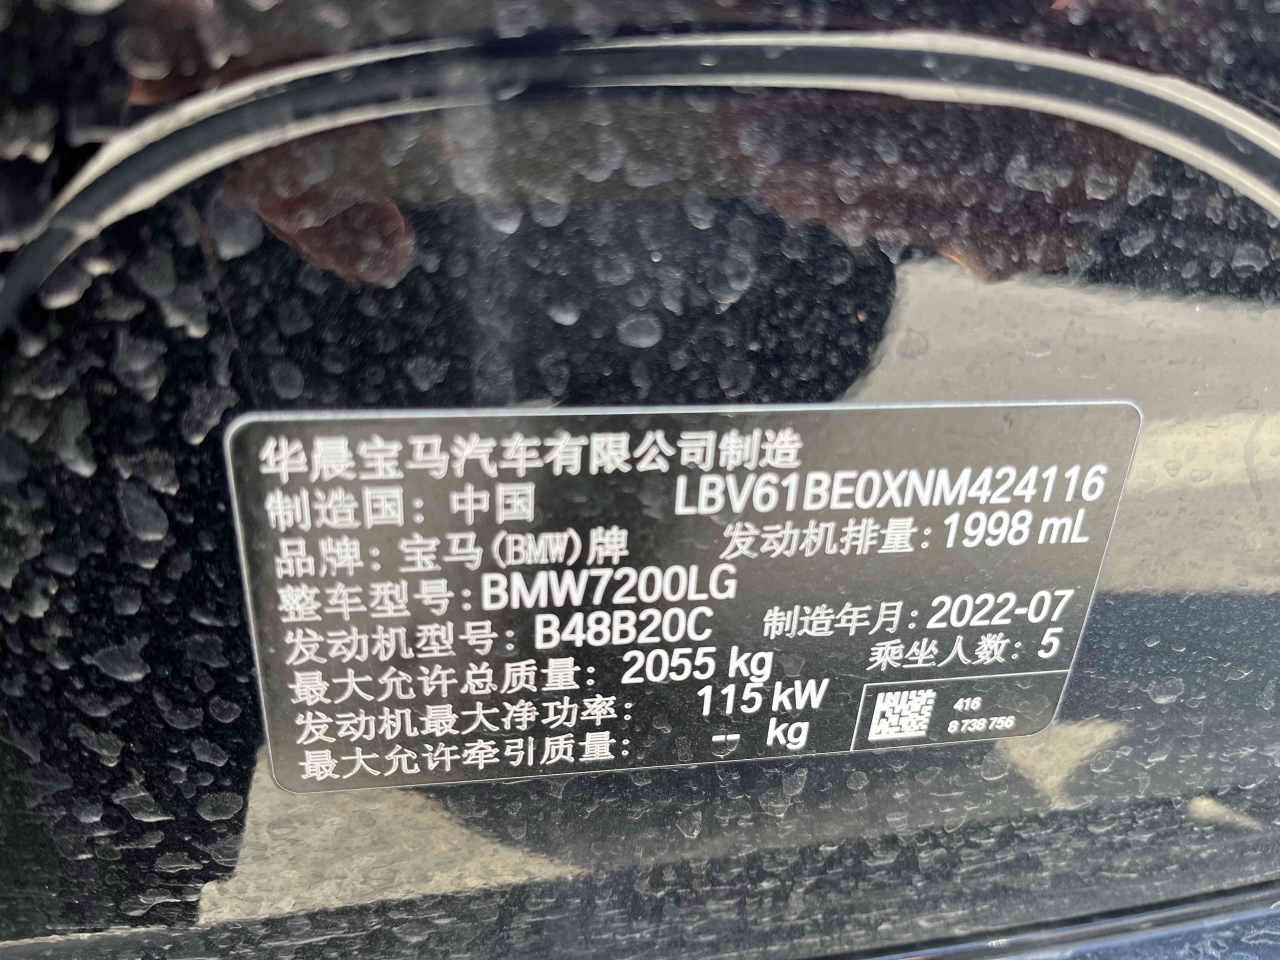 华晨宝马汽车有限公司制造
制造国：中国 LBV61BE0XNM424116
品牌：宝马(BMW)牌 发动机排量：1998 mL
整车型号：BMW7200LG
发动机型号：B48B20C 制造年月：2022-07
最大允许总质量：2055 kg 乘坐人数：5
发动机最大净功率：115 kW
最大允许牵引质量：-- kg
416
8 738 756